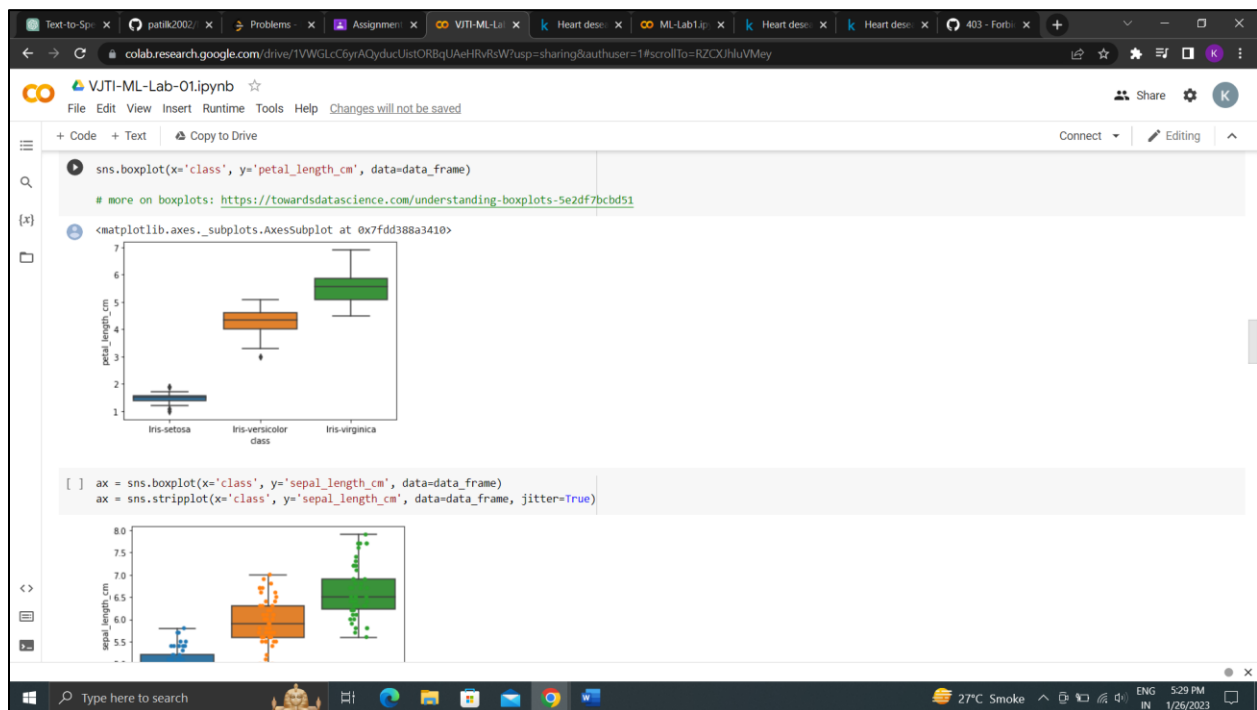 Text-to-Spe
patilk2002/
Problems -
Assignment
VJTI-ML-La
Heart desea
ML-Lab1.ip
Heart desea
Heart desea
403 - Forbi
colab.research.google.com/drive/1VWGLcC6yrAQyducUistORBqUAeHRvRsW?usp=sharing&authuser=1#scrollTo=RZCXJhluVMey
K
VJTI-ML-Lab-01.ipynb
Share
K
File Edit View Insert Runtime Tools Help Changes will not be saved
+ Code + Text Copy to Drive
Connect
Editing
sns.boxplot(x='class', y='petal_length_cm', data=data_frame)
# more on boxplots: https://towardsdatascience.com/understanding-boxplots-5e2df7bcbd51
{x}
<matplotlib.axes._subplots.AxesSubplot at 0x7fdd388a3410>
7
6
5
4
3
2
1
petal_length_cm
Iris-setosa Iris-versicolor Iris-virginica
class
[ ] ax = sns.boxplot(x='class', y='sepal_length_cm', data=data_frame)
ax = sns.stripplot(x='class', y='sepal_length_cm', data=data_frame, jitter=True)
8.0
7.5
7.0
6.5
6.0
5.5
sepal_length_cm
<>
Type here to search
27°C Smoke
ENG
IN
5:29 PM
1/26/2023